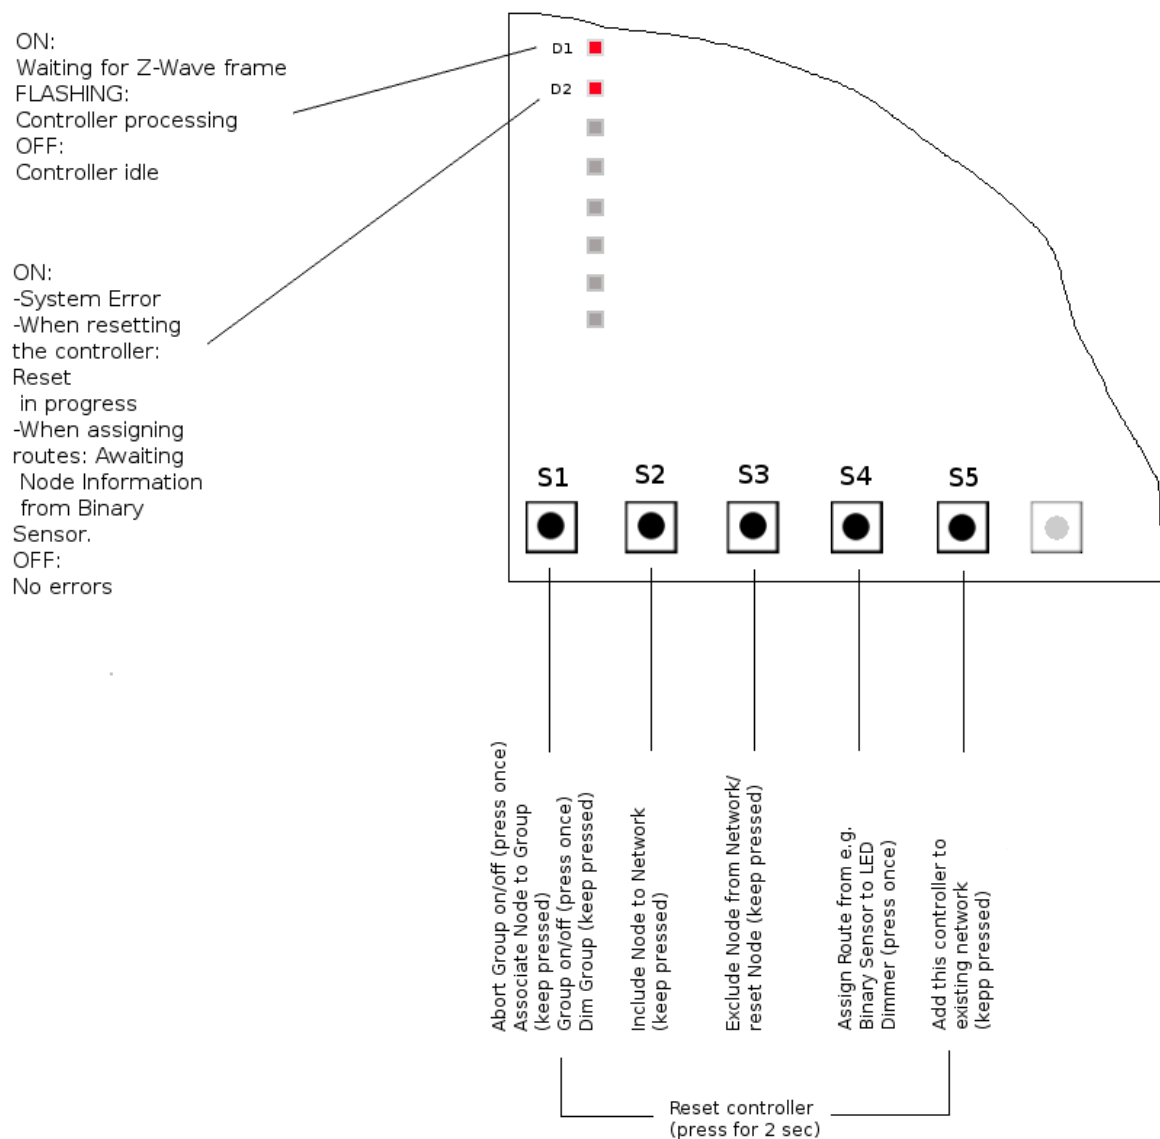 ON:
Waiting for Z-Wave frame
FLASHING:
Controller processing
OFF:
Controller idle
D1
D2
ON:
-System Error
-When resetting
the controller:
Reset
in progress
-When assigning
routes: Awaiting
Node Information
from Binary
Sensor.
OFF:
No errors
S1
S2
S3
S4
S5
Abort Group on/off (press once)
Associate Node to Group
(keep pressed)
Group on/off (press once)
Dim Group (keep pressed)
Include Node to Network
(keep pressed)
Exclude Node from Network/
reset Node (keep pressed)
Assign Route from e.g.
Binary Sensor to LED
Dimmer (press once)
Add this controller to
existing network
(kepp pressed)
Reset controller
(press for 2 sec)